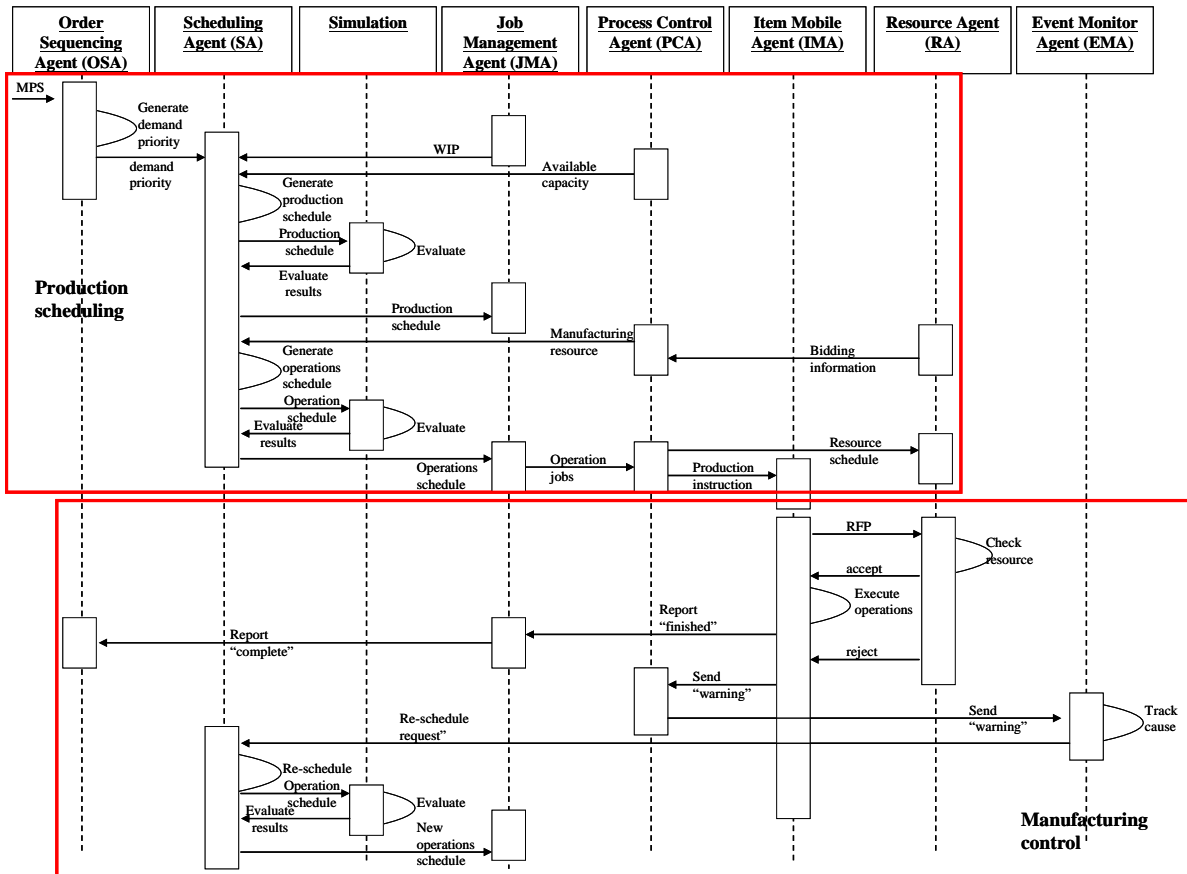 Order
Sequencing
Agent (OSA)
Scheduling
Agent (SA)
Simulation
Job
Management
Agent (JMA)
Process Control
Agent (PCA)
Item Mobile
Agent (IMA)
Resource Agent
(RA)
Event Monitor
Agent (EMA)
MPS
Generate
demand
priority
demand
priority
WIP
Available
capacity
Generate
production
schedule
Production
schedule
Evaluate
Evaluate
results
Production
scheduling
Production
schedule
Manufacturing
resource
Bidding
information
Generate
operations
schedule
Operation
schedule
Evaluate
Evaluate
results
Operations
schedule
Operation
jobs
Resource
schedule
Production
instruction
RFP
Check
resource
accept
Execute
operations
Report
“finished”
Report
“complete”
reject
Send
“warning”
Send
“warning”
Track
cause
Re-schedule
request”
Re-schedule
Operation
schedule
Evaluate
Evaluate
results
New
operations
schedule
Manufacturing
control